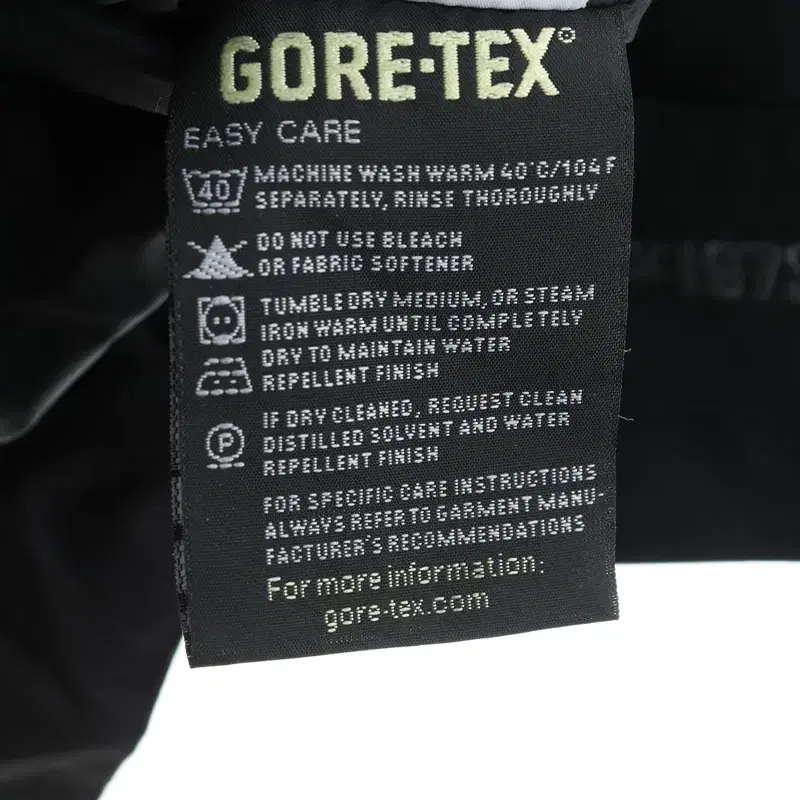 GORE-TEX®
EASY CARE
40
MACHINE WASH WARM 40°C/104F
SEPARATELY, RINSE THOROUGHLY
DO NOT USE BLEACH
OR FABRIC SOFTENER
TUMBLE DRY MEDIUM, OR STEAM
IRON WARM UNTIL COMPLETELY
DRY TO MAINTAIN WATER
REPELLENT FINISH
P
IF DRY CLEANED, REQUEST CLEAN
DISTILLED SOLVENT AND WATER
REPELLENT FINISH
FOR SPECIFIC CARE INSTRUCTIONS
ALWAYS REFER TO GARMENT MANU-
FACTURER'S RECOMMENDATIONS
For more information:
gore-tex.com